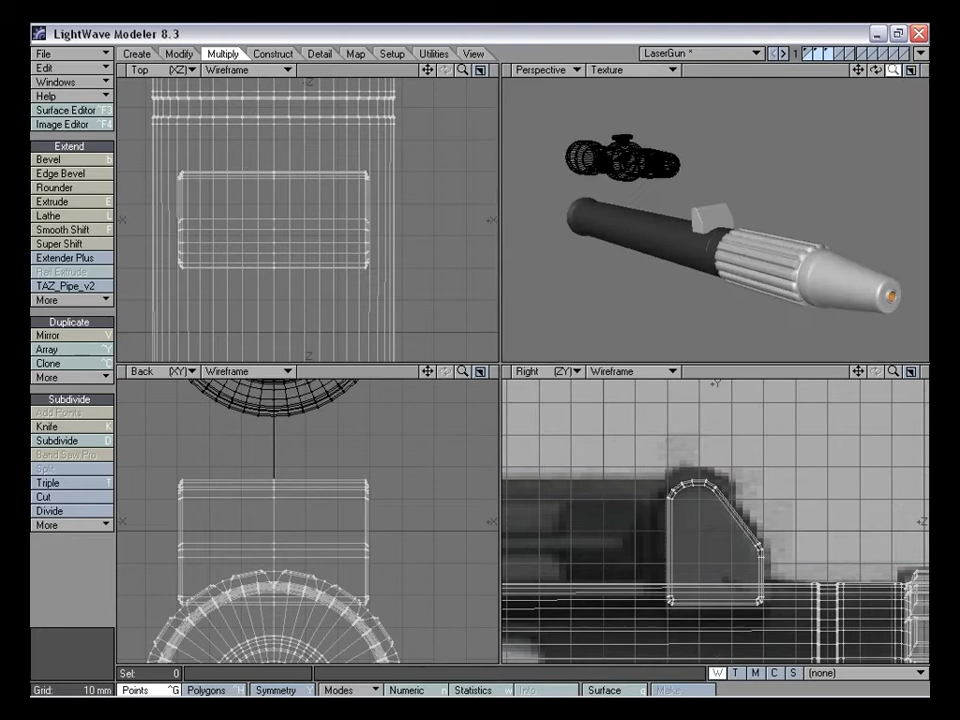 LightWave Modeler 8.3
File
Edit
Windows
Help
Surface Editor ^F3
Image Editor ^F4
Create Modify Multiply Construct Detail Map Setup Utilities View
LaserGun * 1
Top (XZ) Wireframe
Perspective Texture
Extend
Bevel b
Edge Bevel
Rounder
Extrude E
Lathe L
Smooth Shift F
Super Shift
Extender Plus
Rail Extrude
TAZ_Pipe_v2
More
Duplicate
Mirror V
Array ^Y
Clone ^C
More
Subdivide
Add Points
Knife K
Subdivide D
Band Saw Pro
Split
Triple T
Cut
Divide
More
Back (XY) Wireframe
Right (ZY) Wireframe
Sel: 0
W T M C S (none)
Grid: 10 mm
Points ^G Polygons ^H Symmetry Y Modes Numeric n Statistics w Info Surface q Make